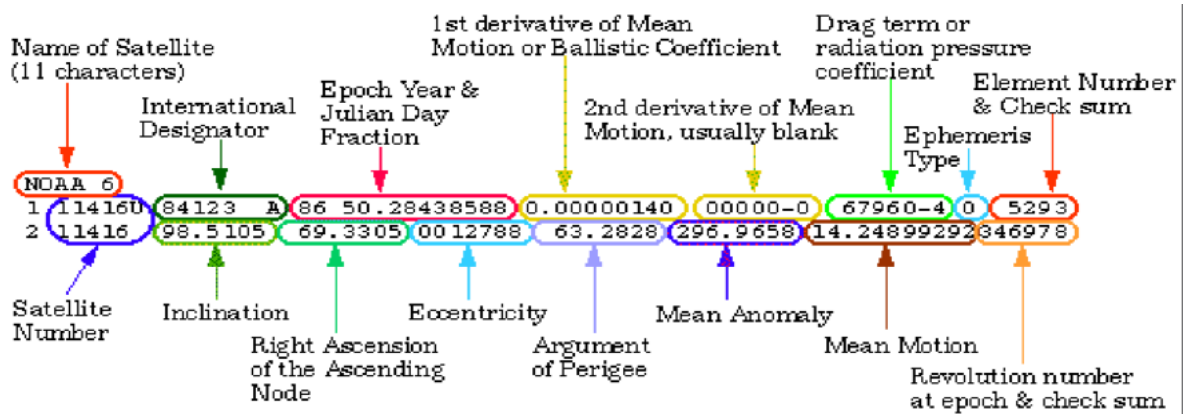 Name of Satellite
(11 characters)
International
Designator
Epoch Year &
Julian Day
Fraction
1st derivative of Mean
Motion or Ballistic Coefficient
2nd derivative of Mean
Motion, usually blank
Drag term or
radiation pressure
coefficient
Ephemeris
Type
Element Number
& Check sum
NOAA 6
1 11416U 84123 A 86 50.28438588 0.00000140 00000-0 67960-4 0 5293
2 11416 98.5105 69.3305 0012788 63.2828 296.9658 14.24899292 346978
Satellite
Number
Inclination
Right Ascension
of the Ascending
Node
Eccentricity
Argument
of Perigee
Mean Anomaly
Mean Motion
Revolution number
at epoch & check sum